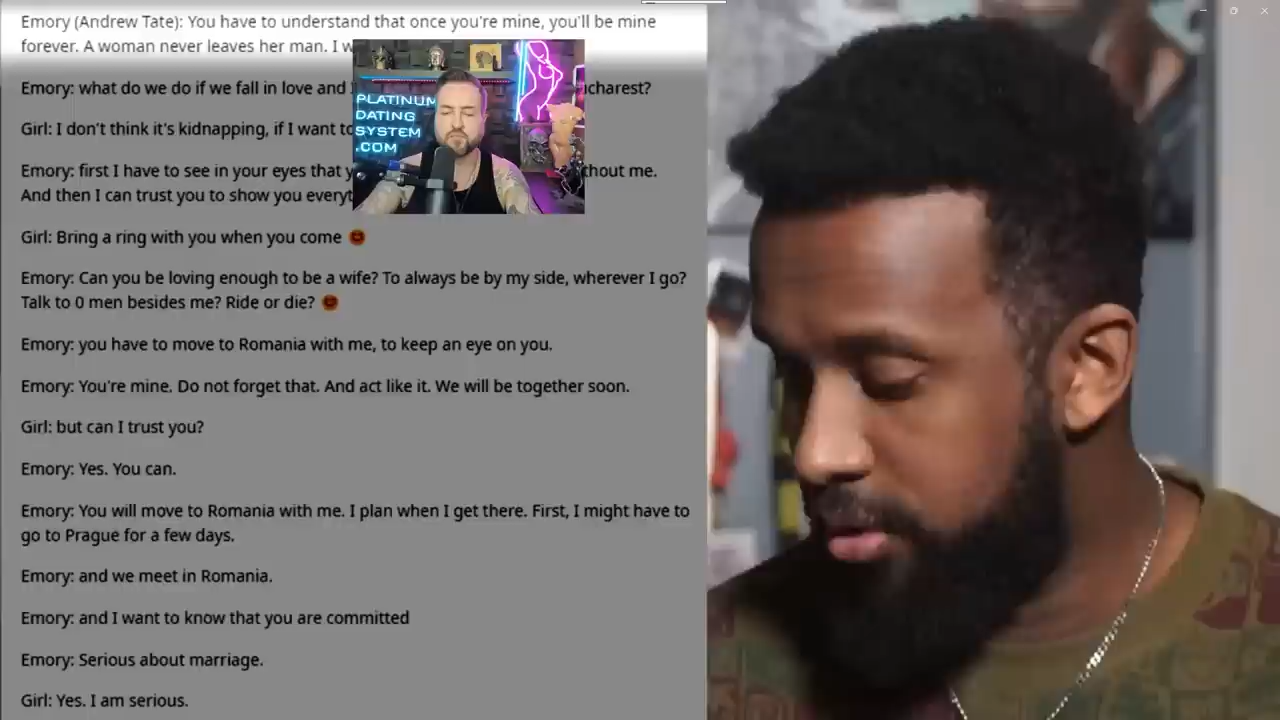 Emory (Andrew Tate): You have to understand that once you're mine, you'll be mine
forever. A woman never leaves her man. I
Emory: what do we do if we fall in love and
PLATINUM
DATING
SYSTEM
.COM
Girl: I don't think it's kidnapping, if I want to
Emory: first I have to see in your eyes that
me.
And then I can trust you to show you
Girl: Bring a ring with you when you come
Emory: Can you be loving enough to be a wife? To always be by my side, wherever I go?
Talk to 0 men besides me? Ride or die?
Emory: you have to move to Romania with me, to keep an eye on you.
Emory: You're mine. Do not forget that. And act like it. We will be together soon.
Girl: but can I trust you?
Emory: Yes. You can.
Emory: You will move to Romania with me. I plan when I get there. First, I might have to
go to Prague for a few days.
Emory: and we meet in Romania.
Emory: and I want to know that you are committed
Emory: Serious about marriage.
Girl: Yes. I am serious.